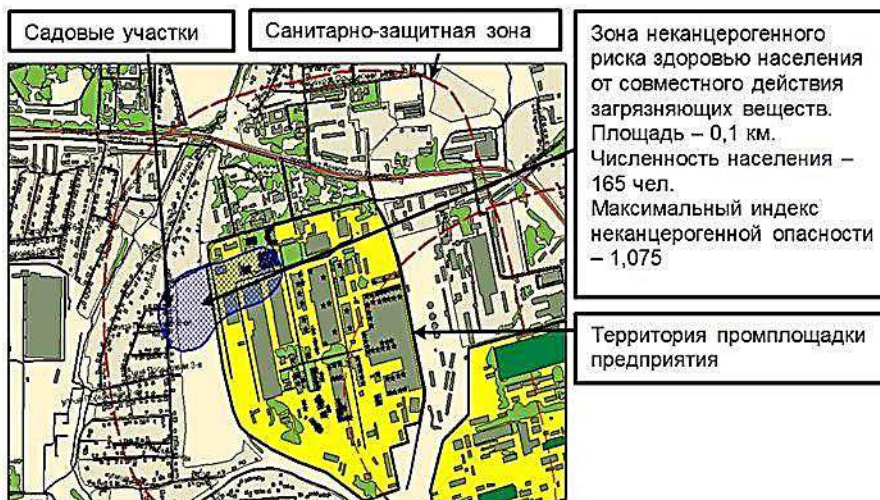 Садовые участки
Санитарно-защитная зона
Зона неканцерогенного
риска здоровью населения
от совместного действия
загрязняющих веществ.
Площадь – 0,1 км.
Численность населения –
165 чел.
Максимальный индекс
неканцерогенной опасности
– 1,075
Территория промплощадки
предприятия